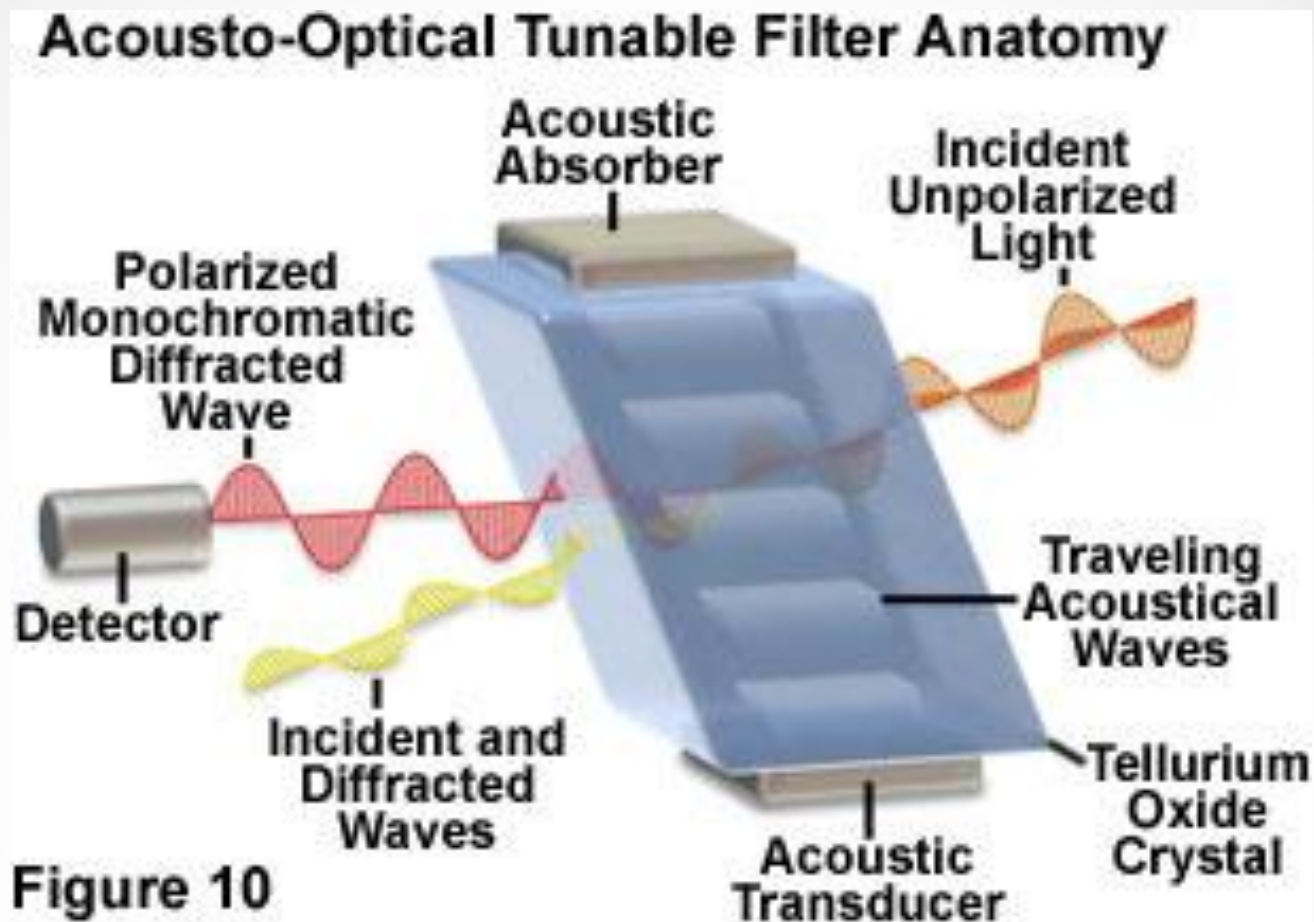 Acousto-Optical Tunable Filter Anatomy
Acoustic
Absorber
Incident
Unpolarized
Light
Polarized
Monochromatic
Diffracted
Wave
Detector
Traveling
Acoustical
Waves
Incident and
Diffracted
Waves
Tellurium
Oxide
Crystal
Acoustic
Transducer
Figure 10